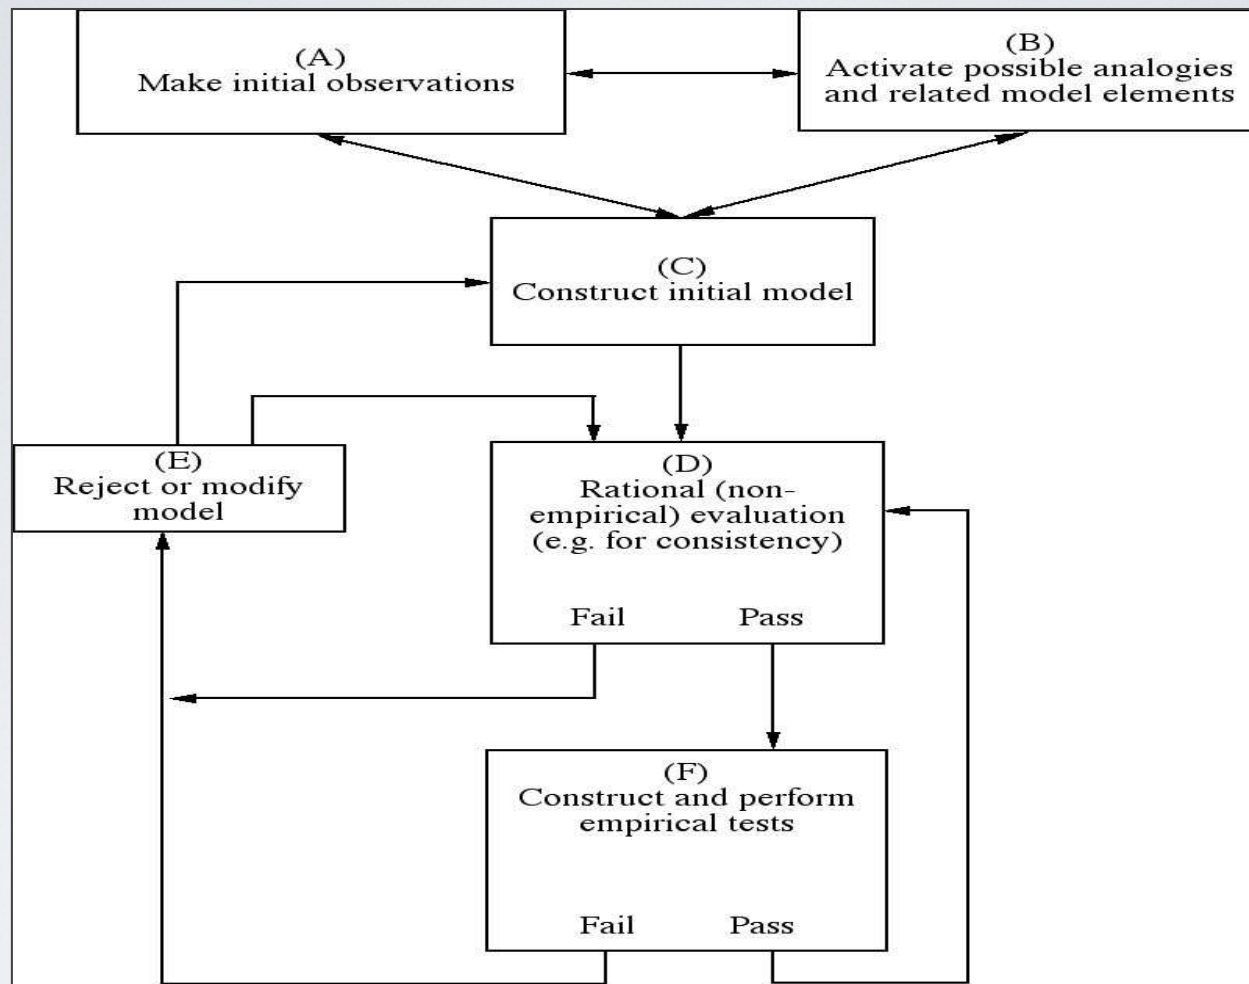 (A)
Make initial observations
(B)
Activate possible analogies
and related model elements
(C)
Construct initial model
(E)
Reject or modify
model
(D)
Rational (non-
empirical) evaluation
(e.g. for consistency)
Fail Pass
(F)
Construct and perform
empirical tests
Fail Pass